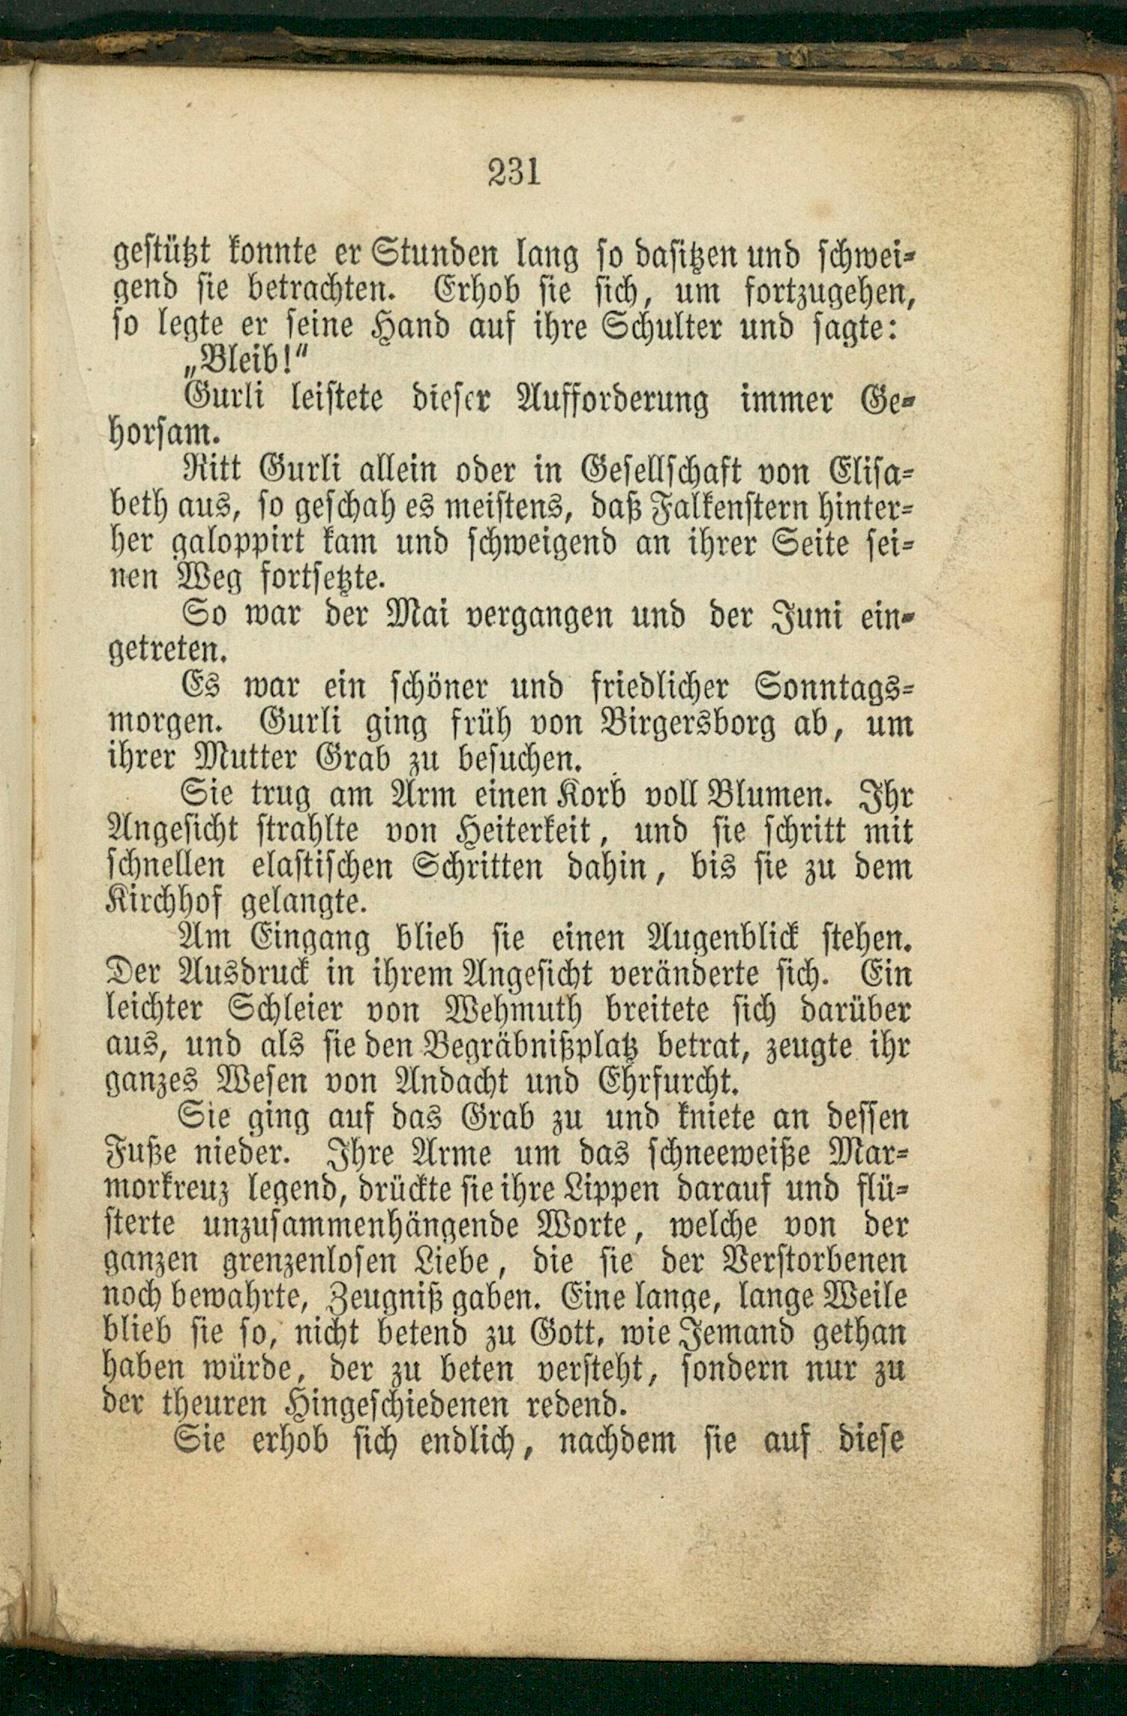 231
gestützt konnte er Stunden lang so dasitzen und schwei-
gend sie betrachten. Erhob sie sich, um fortzugehen,
so legte er seine Hand auf ihre Schulter und sagte:
„Bleib!“
Gurli leistete dieser Aufforderung immer Ge-
horsam.
Ritt Gurli allein oder in Gesellschaft von Elisa-
beth aus, so geschah es meistens, daß Falkenstern hinter-
her galoppirt kam und schweigend an ihrer Seite sei-
nen Weg fortsetzte.
So war der Mai vergangen und der Juni ein-
getreten.
Es war ein schöner und friedlicher Sonntags-
morgen. Gurli ging früh von Birgersborg ab, um
ihrer Mutter Grab zu besuchen.
Sie trug am Arm einen Korb voll Blumen. Ihr
Angesicht strahlte von Heiterkeit, und sie schritt mit
schnellen elastischen Schritten dahin, bis sie zu dem
Kirchhof gelangte.
Am Eingang blieb sie einen Augenblick stehen.
Der Ausdruck in ihrem Angesicht veränderte sich. Ein
leichter Schleier von Wehmuth breitete sich darüber
aus, und als sie den Begräbnißplatz betrat, zeugte ihr
ganzes Wesen von Andacht und Ehrfurcht.
Sie ging auf das Grab zu und kniete an dessen
Fuße nieder. Ihre Arme um das schneeweiße Mar-
morkreuz legend, drückte sie ihre Lippen darauf und flü-
sterte unzusammenhängende Worte, welche von der
ganzen grenzenlosen Liebe, die sie der Verstorbenen
noch bewahrte, Zeugniß gaben. Eine lange, lange Weile
blieb sie so, nicht betend zu Gott, wie Jemand gethan
haben würde, der zu beten versteht, sondern nur zu
der theuren Hingeschiedenen redend.
Sie erhob sich endlich, nachdem sie auf diese